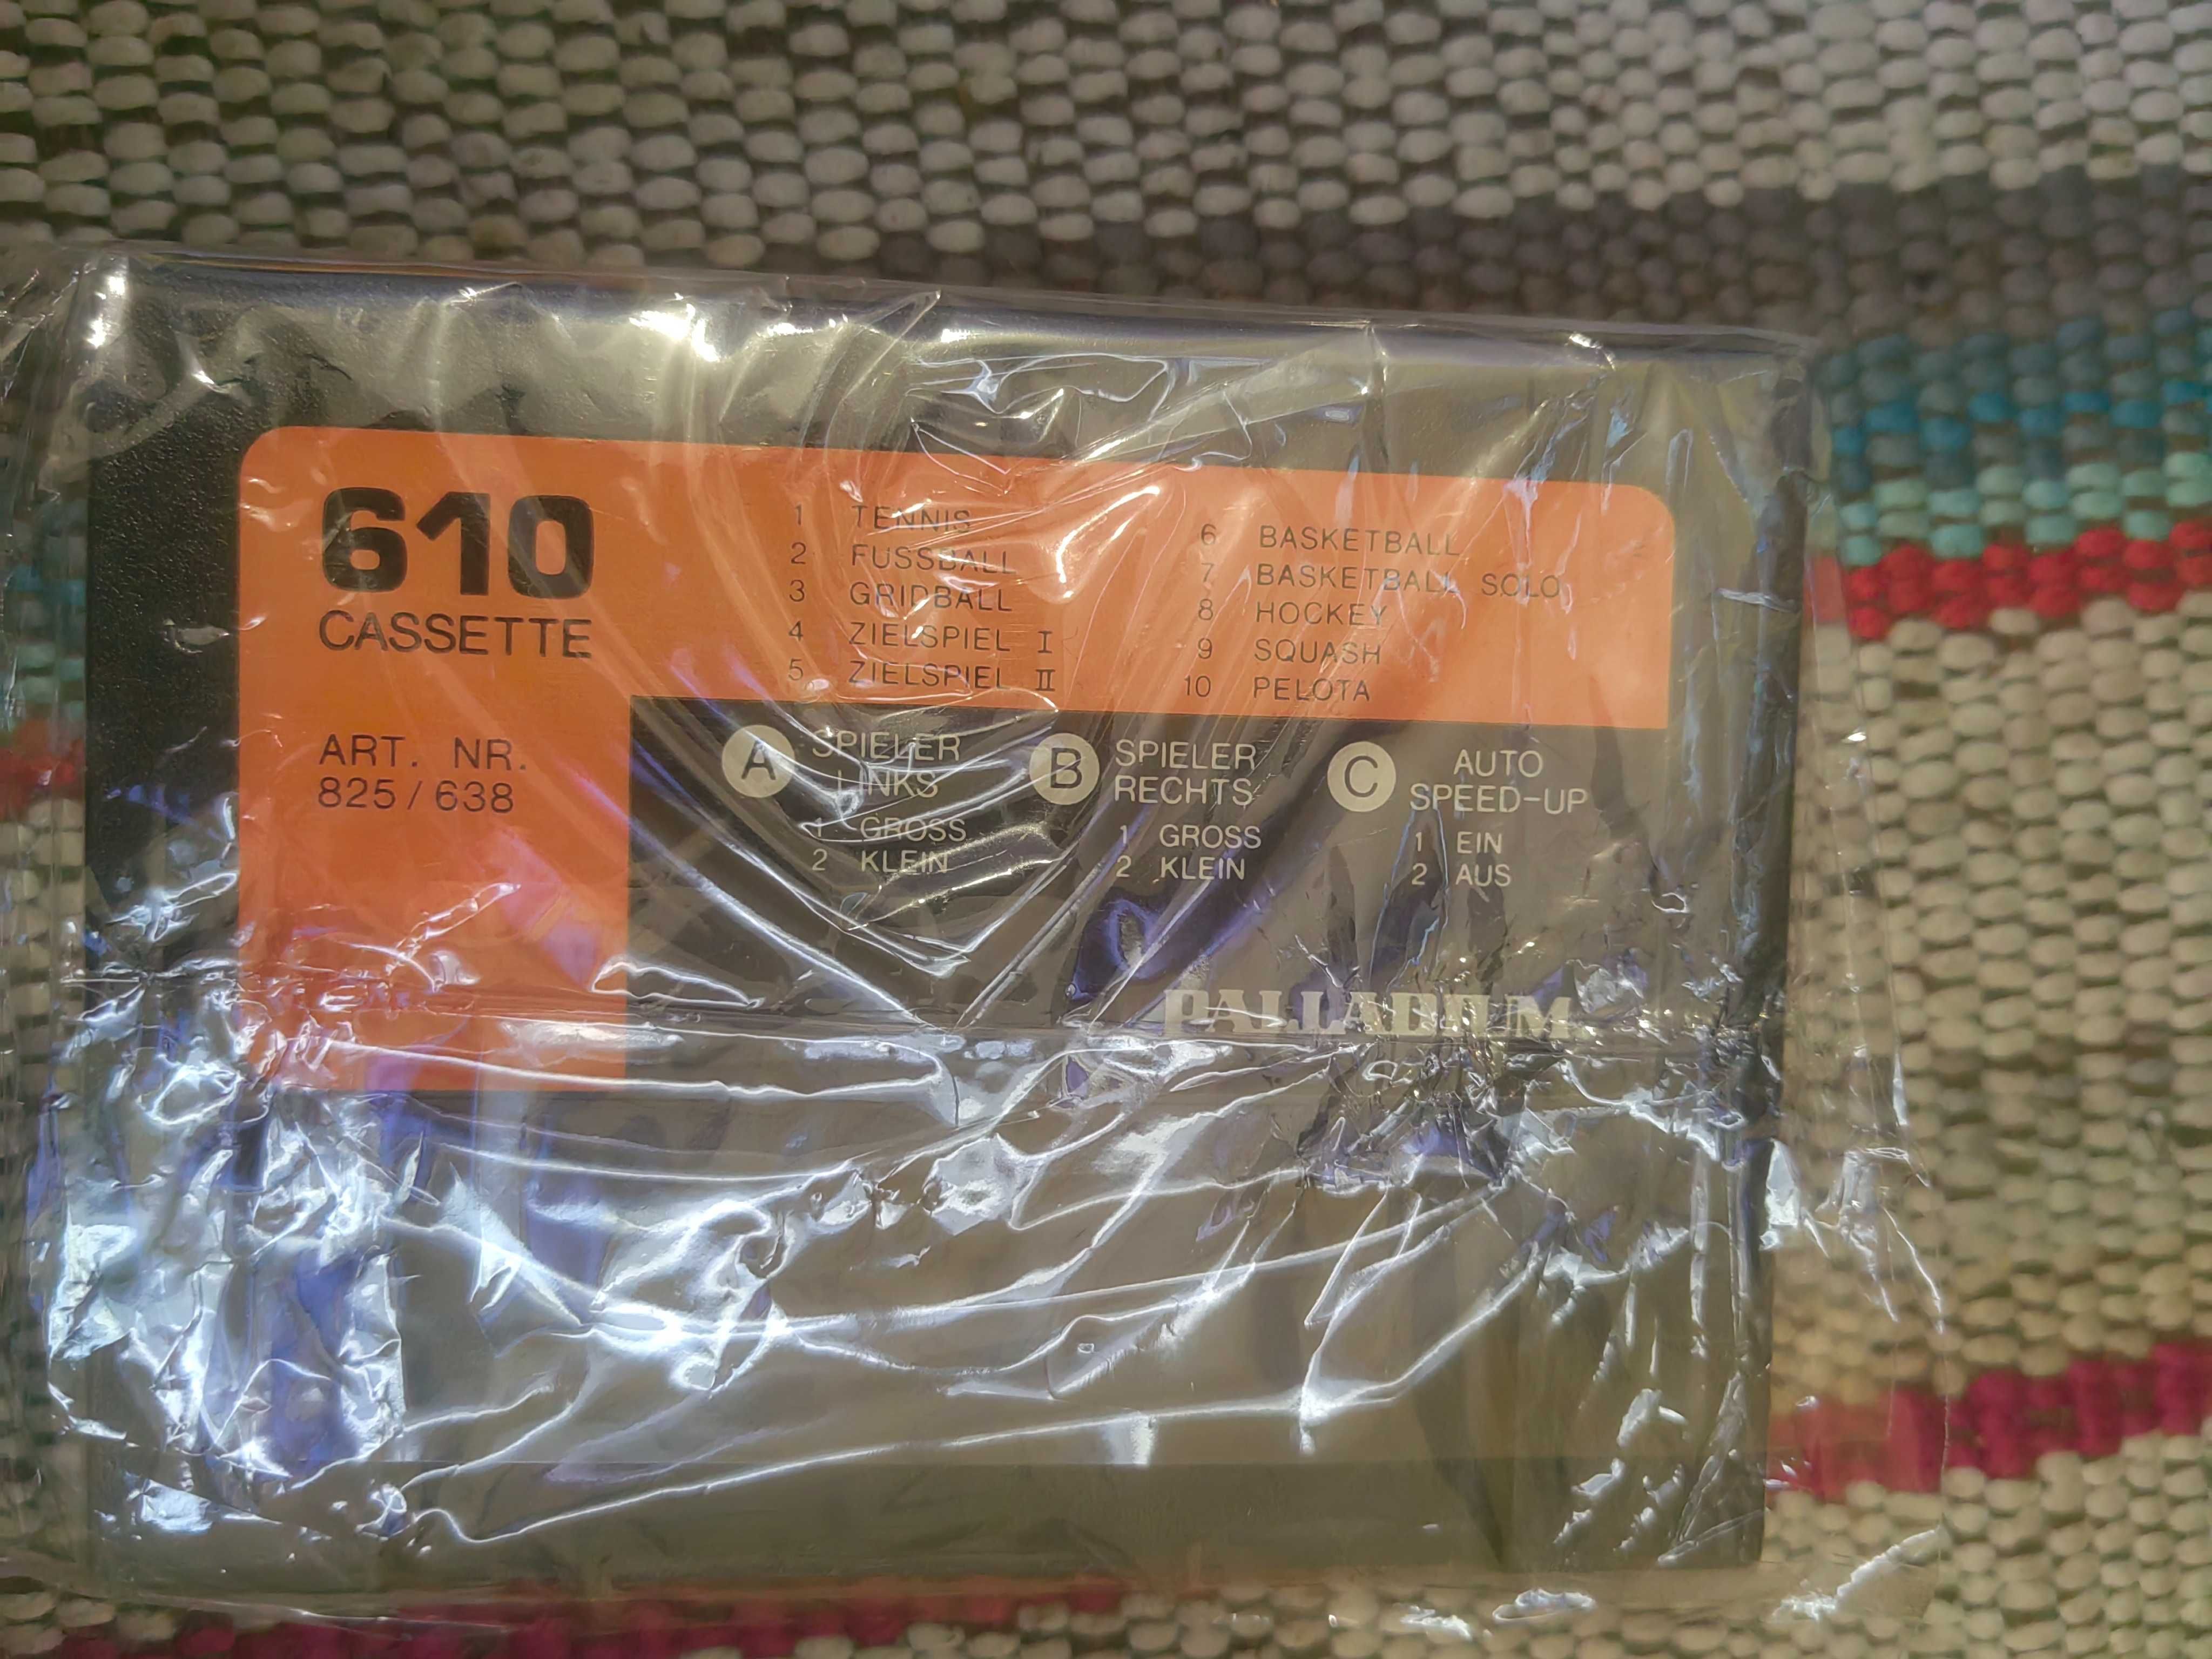 610
CASSETTE
ART. NR.
825/638
1 TENNIS
2 FUSSBALL
3 GRIDBALL
4 ZIELSPIEL I
5 ZIELSPIEL II
6 BASKETBALL
7 BASKETBALL SOLO
8 HOCKEY
9 SQUASH
10 PELOTA
A SPIELER
LINKS
1 GROSS
2 KLEIN
B SPIELER
RECHTS
1 GROSS
2 KLEIN
C AUTO
SPEED-UP
1 EIN
2 AUS
PALLADIUM